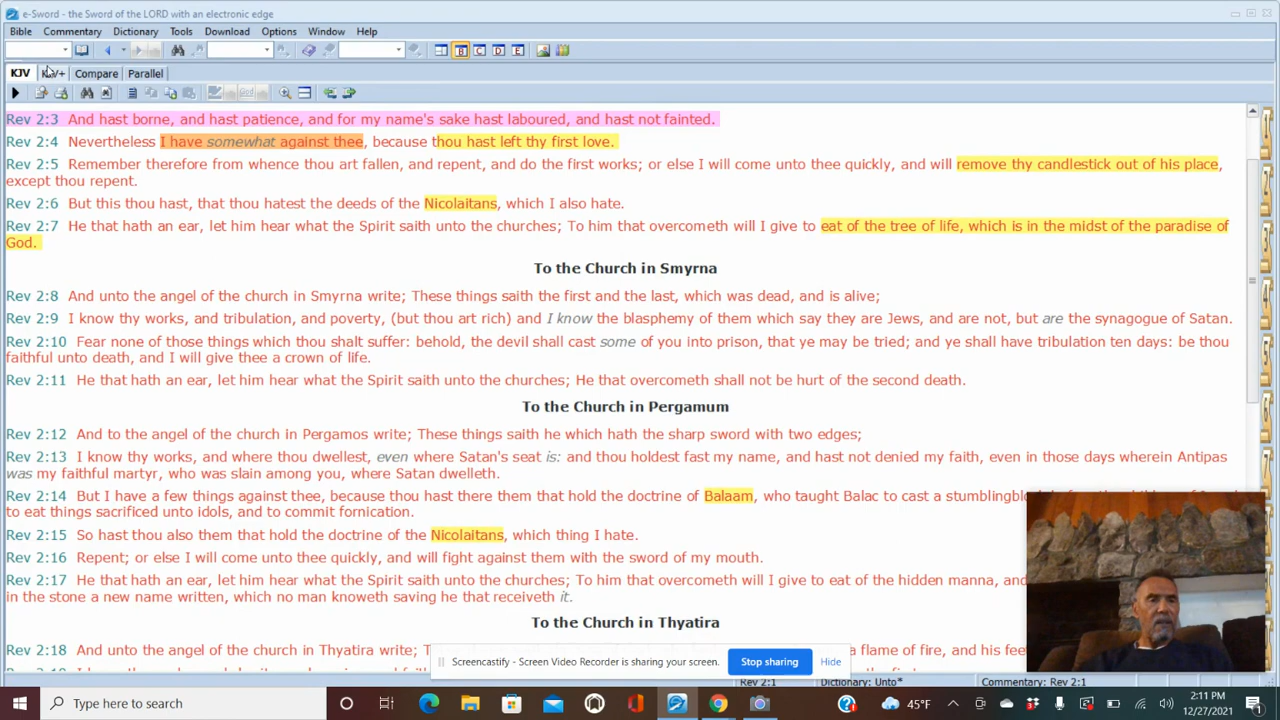 e-Sword - the Sword of the LORD with an electronic edge
Bible Commentary Dictionary Tools Download Options Window Help
KJV KJV+ Compare Parallel
Rev 2:3 And hast borne, and hast patience, and for my name's sake hast laboured, and hast not fainted.
Rev 2:4 Nevertheless I have somewhat against thee, because thou hast left thy first love.
Rev 2:5 Remember therefore from whence thou art fallen, and repent, and do the first works; or else I will come unto thee quickly, and will remove thy candlestick out of his place,
except thou repent.
Rev 2:6 But this thou hast, that thou hatest the deeds of the Nicolaitans, which I also hate.
Rev 2:7 He that hath an ear, let him hear what the Spirit saith unto the churches; To him that overcometh will I give to eat of the tree of life, which is in the midst of the paradise of
God.
To the Church in Smyrna
Rev 2:8 And unto the angel of the church in Smyrna write; These things saith the first and the last, which was dead, and is alive;
Rev 2:9 I know thy works, and tribulation, and poverty, (but thou art rich) and I know the blasphemy of them which say they are Jews, and are not, but are the synagogue of Satan.
Rev 2:10 Fear none of those things which thou shalt suffer: behold, the devil shall cast some of you into prison, that ye may be tried; and ye shall have tribulation ten days: be thou
faithful unto death, and I will give thee a crown of life.
Rev 2:11 He that hath an ear, let him hear what the Spirit saith unto the churches; He that overcometh shall not be hurt of the second death.
To the Church in Pergamum
Rev 2:12 And to the angel of the church in Pergamos write; These things saith he which hath the sharp sword with two edges;
Rev 2:13 I know thy works, and where thou dwellest, even where Satan's seat is: and thou holdest fast my name, and hast not denied my faith, even in those days wherein Antipas
was my faithful martyr, who was slain among you, where Satan dwelleth.
Rev 2:14 But I have a few things against thee, because thou hast there them that hold the doctrine of Balaam, who taught Balac to cast a
to eat things sacrificed unto idols, and to commit fornication.
Rev 2:15 So hast thou also them that hold the doctrine of the Nicolaitans, which thing I hate.
Rev 2:16 Repent; or else I will come unto thee quickly, and will fight against them with the sword of my mouth.
Rev 2:17 He that hath an ear, let him hear what the Spirit saith unto the churches; To him that overcometh will I give to eat of the hidden manna, and
in the stone a new name written, which no man knoweth saving he that receiveth it.
To the Church in Thyatira
Rev 2:18 And unto the angel of the church in Thyatira write; a flame of fire, and his feet
Screencastify - Screen Video Recorder is sharing your screen. Stop sharing Hide
Rev 2:1 Dictionary: Unto* Commentary: Rev 2:1
Type here to search 45°F 2:11 PM
12/27/2021